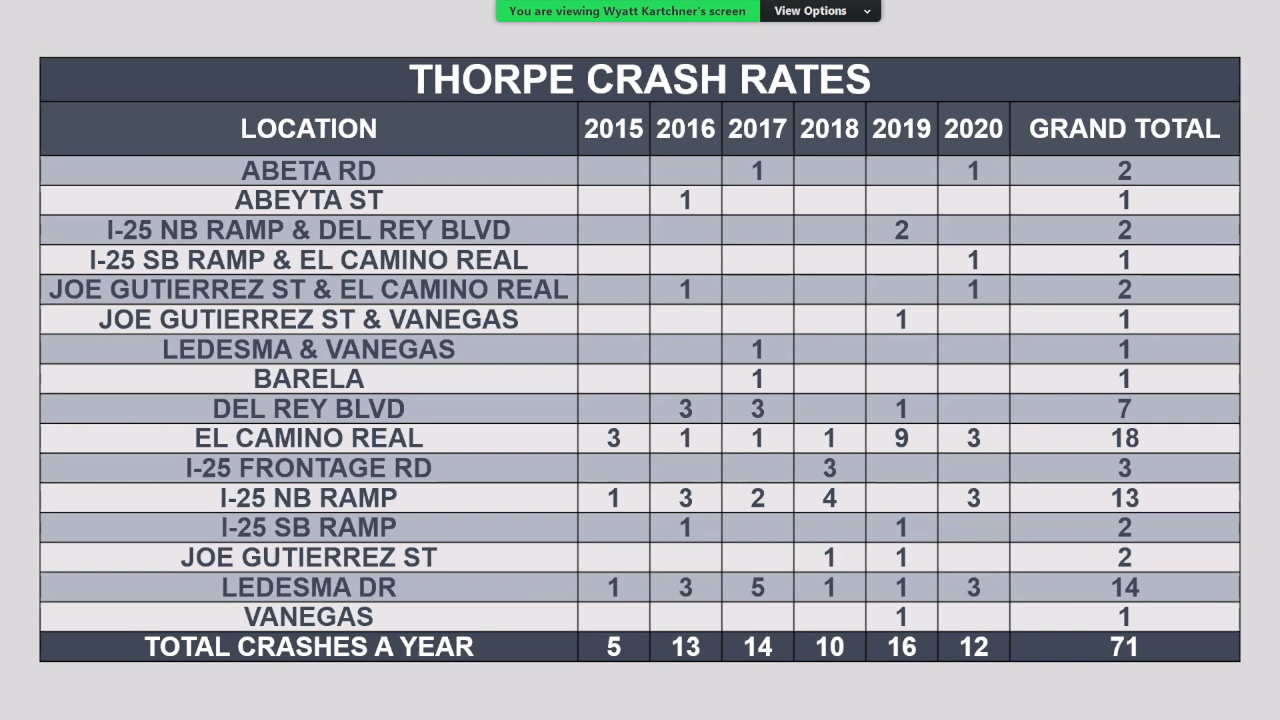 You are viewing Wyatt Kartchner's screen View Options
THORPE CRASH RATES
LOCATION 2015 2016 2017 2018 2019 2020 GRAND TOTAL
ABETA RD 1 1 2
ABEYTA ST 1 1
I-25 NB RAMP & DEL REY BLVD 2 2
I-25 SB RAMP & EL CAMINO REAL 1 1
JOE GUTIERREZ ST & EL CAMINO REAL 1 1 2
JOE GUTIERREZ ST & VANEGAS 1 1
LEDESMA & VANEGAS 1 1
BARELA 1 1
DEL REY BLVD 3 3 1 7
EL CAMINO REAL 3 1 1 1 9 3 18
I-25 FRONTAGE RD 3 3
I-25 NB RAMP 1 3 2 4 3 13
I-25 SB RAMP 1 1 2
JOE GUTIERREZ ST 1 1 2
LEDESMA DR 1 3 5 1 1 3 14
VANEGAS 1 1
TOTAL CRASHES A YEAR 5 13 14 10 16 12 71